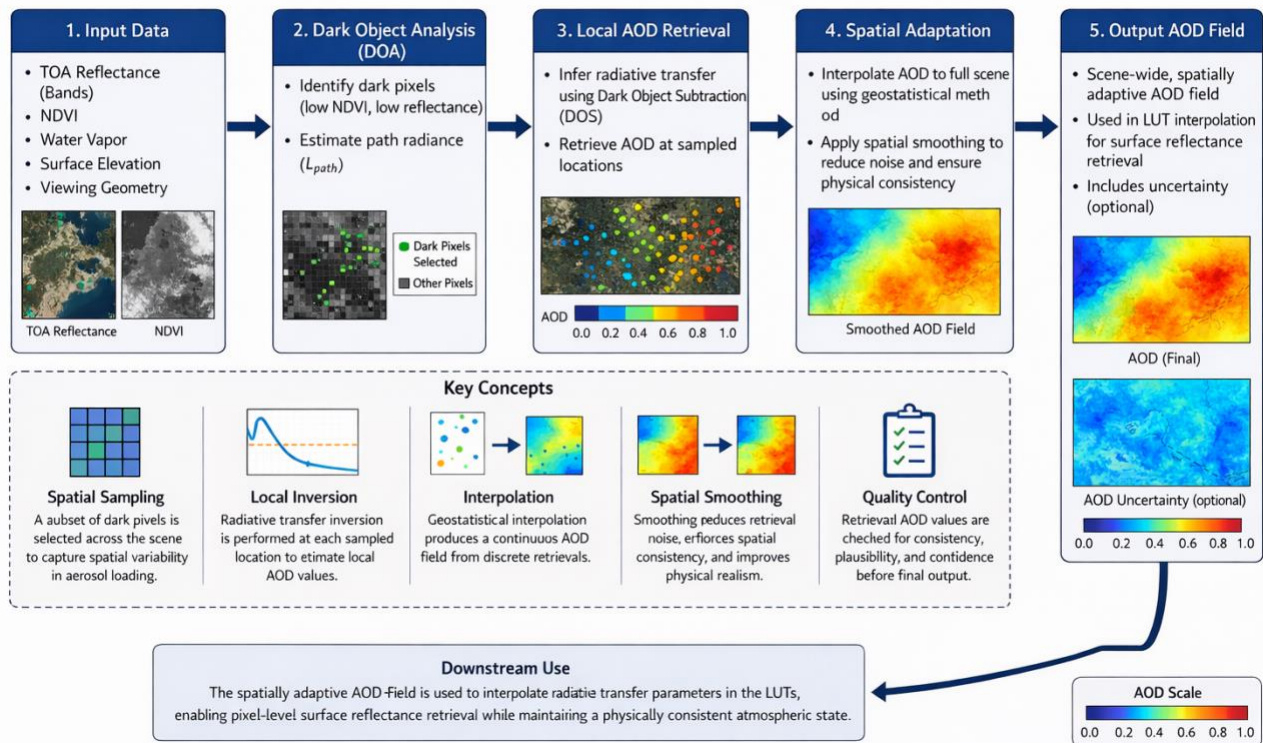 1. Input Data
• TOA Reflectance
(Bands)
• NDVI
• Water Vapor
• Surface Elevation
• Viewing Geometry
TOA Reflectance
NDVI
2. Dark Object Analysis
(DOA)
• Identify dark pixels
(low NDVI, low reflectance)
• Estimate path radiance
(L_path)
Dark Pixels
Selected
Other Pixels
3. Local AOD Retrieval
• Infer radiative transfer
using Dark Object Subtraction
(DOS)
• Retrieve AOD at sampled
locations
AOD
0.0 0.2 0.4 0.6 0.8 1.0
4. Spatial Adaptation
• Interpolate AOD to full scene
using geostatistical meth
od
• Apply spatial smoothing to
reduce noise and ensure
physical consistency
Smoothed AOD Field
5. Output AOD Field
• Scene-wide, spatially
adaptive AOD field
• Used in LUT interpolation
for surface reflectance
retrieval
• Includes uncertainty
(optional)
AOD (Final)
AOD Uncertainty (optional)
0.0 0.2 0.4 0.6 0.8 1.0
Key Concepts
Spatial Sampling
A aubset of dark pivels is
selected across the scene
to capture spatial variability
in aerosol loading.
Local Inversion
Radiative transfer inversion
is performed at each sampled
location to etimate local
AOD values.
Interpolation
Geostatistical interpolation
produces a continuuos AOD
field from discrete retrievals.
Spatial Smoothing
Smoothing reduces retrieval
noise, erforces spatial
consistency, and improves
physical realism.
Quality Control
Retrievail AOD values are
checked for consistency,
plausibility, and confidence
before final output.
Downstream Use
The spatially adaptive AOD-Field is used to interpolate radiative transfer parameters in the LUTs,
enabling pixel-level surface reflectance retrieval while maintaining a physically consistent atmospheric state.
AOD Scale
0.0 0.2 0.4 0.6 0.8 1.0